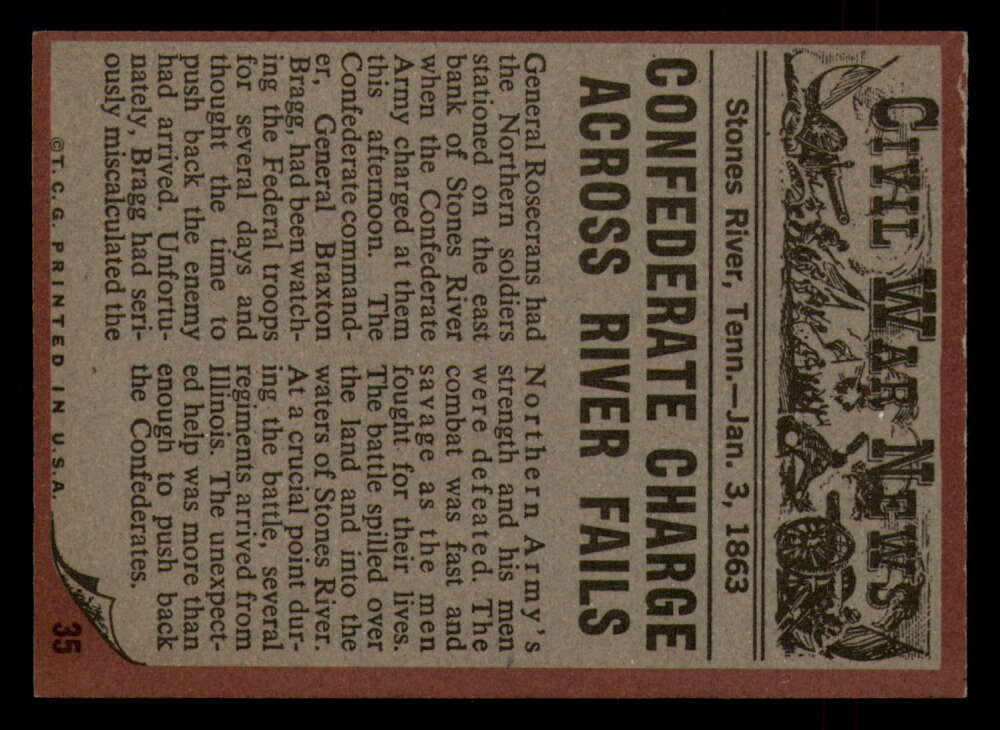 CIVIL WAR NEWS
Stones River, Tenn.—Jan. 3, 1863
CONFEDERATE CHARGE
ACROSS RIVER FAILS
General Rosecrans had
the Northern soldiers
stationed on the east
bank of Stones River
when the Confederate
Army charged at them
this afternoon. The
Confederate command-
er, General Braxton
Bragg, had been watch-
ing the Federal troops
for several days and
thought the time to
push back the enemy
had arrived. Unfortu-
nately, Bragg had seri-
ously miscalculated the
Northern Army's
strength and his men
were defeated. The
combat was fast and
savage as the men
fought for their lives.
The battle spilled over
the land and into the
waters of Stones River.
At a crucial point dur-
ing the battle, several
regiments arrived from
Illinois. The unexpect-
ed help was more than
enough to push back
the Confederates.
©T. C. G. PRINTED IN U.S.A.
35